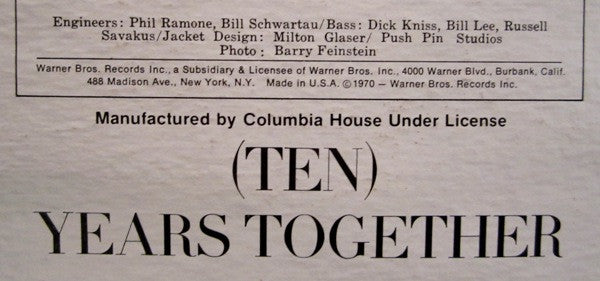 Engineers: Phil Ramone, Bill Schwartau/Bass: Dick Kniss, Bill Lee, Russell
Savakus/Jacket Design: Milton Glaser/ Push Pin Studios
Photo: Barry Feinstein
Warner Bros. Records Inc., a Subsidiary & Licensee of Warner Bros. Inc., 4000 Warner Blvd., Burbank, Calif.
488 Madison Ave., New York, N.Y. Made in U.S.A. ©1970 – Warner Bros. Records Inc.
Manufactured by Columbia House Under License
(TEN)
YEARS TOGETHER